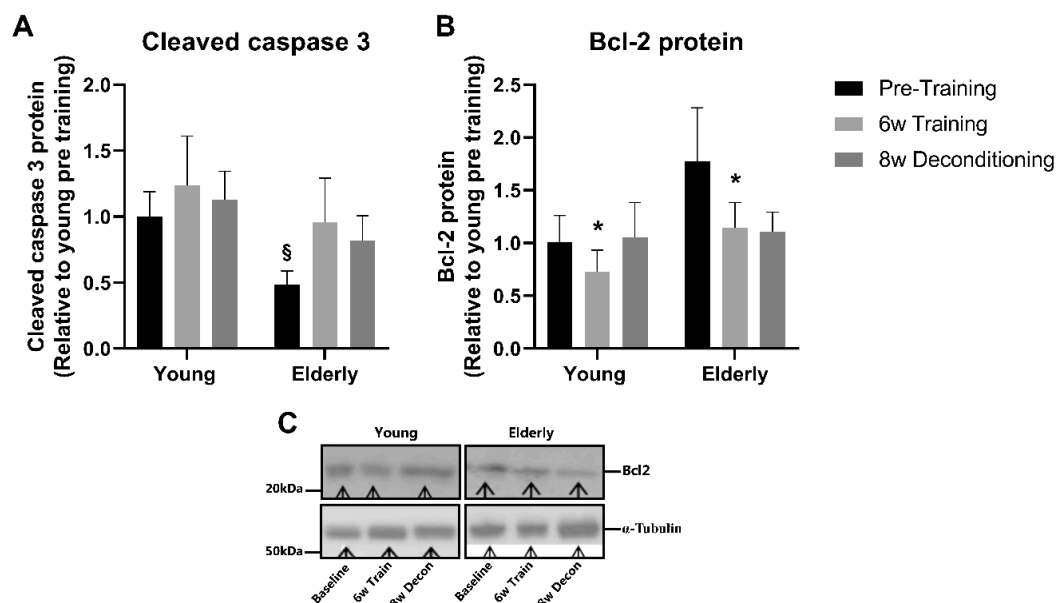 A
Cleaved caspase 3
Cleaved caspase 3 protein
(Relative to young pre training)
2.0
1.5
1.0
0.5
0.0
§
Young
Elderly
B
Bcl-2 protein
Bcl-2 protein
(Relative to young pre training)
2.5
2.0
1.5
1.0
0.5
0.0
*
*
Young
Elderly
Pre-Training
6w Training
8w Deconditioning
C
Young
Elderly
Bcl2
20kDa
α-Tubulin
50kDa
Baseline
6w Train
8w Decon
Baseline
6w Train
8w Decon